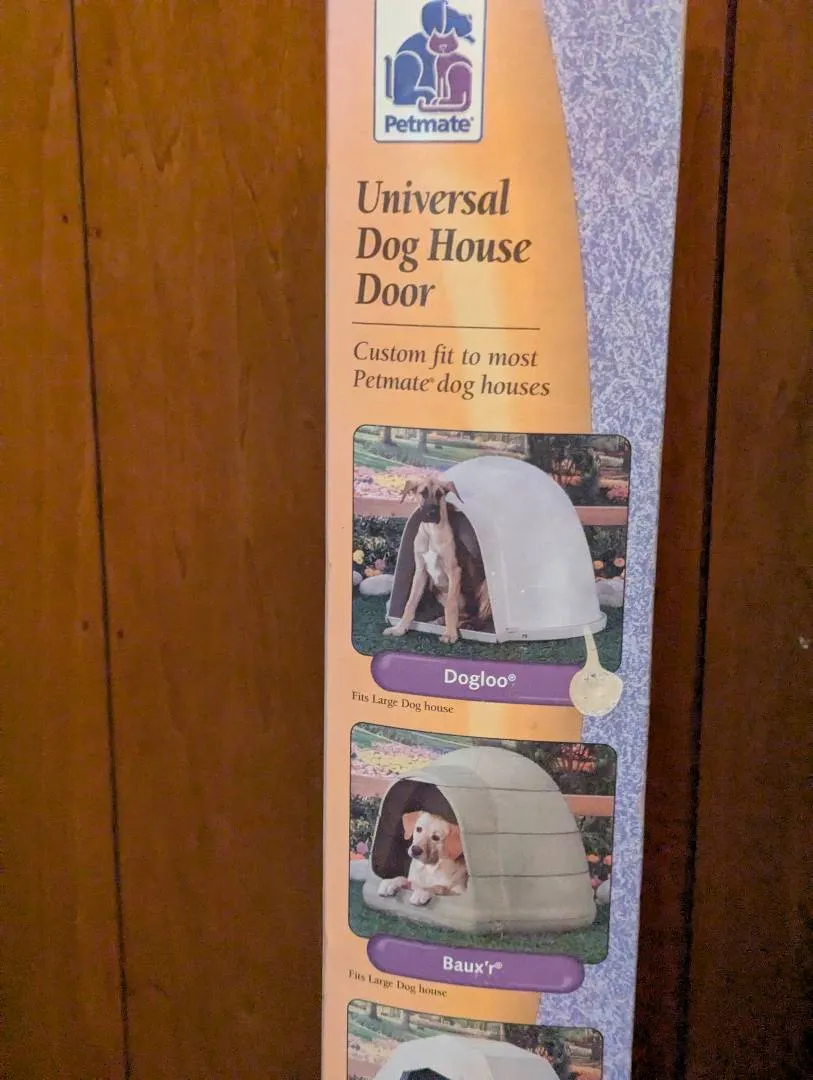 Petmate®
Universal
Dog House
Door
Custom fit to most
Petmate® dog houses
Dogloo®
Fits Large Dog house
Baux'r®
Fits Large Dog house